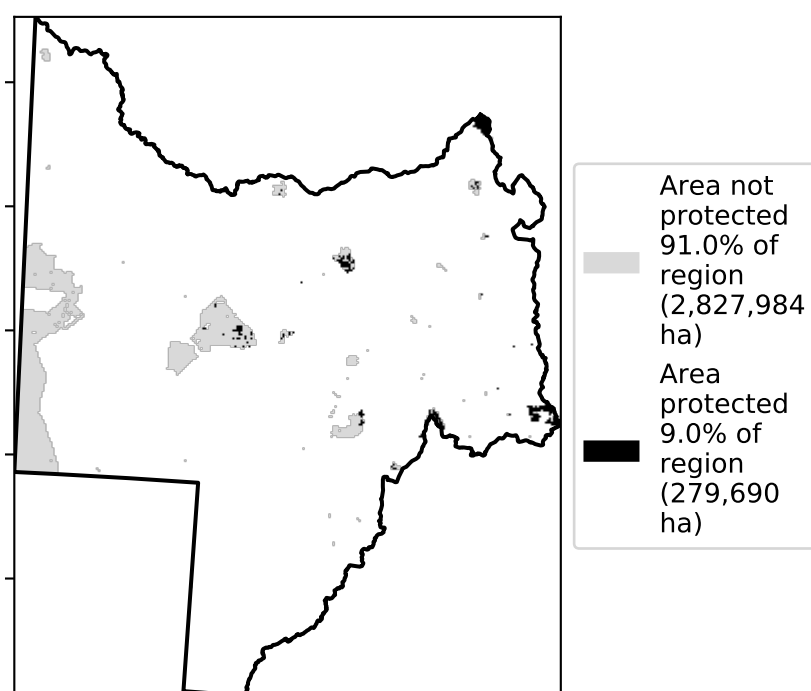 Area not
protected
91.0% of
region
(2,827,984
ha)
Area
protected
9.0% of
region
(279,690
ha)